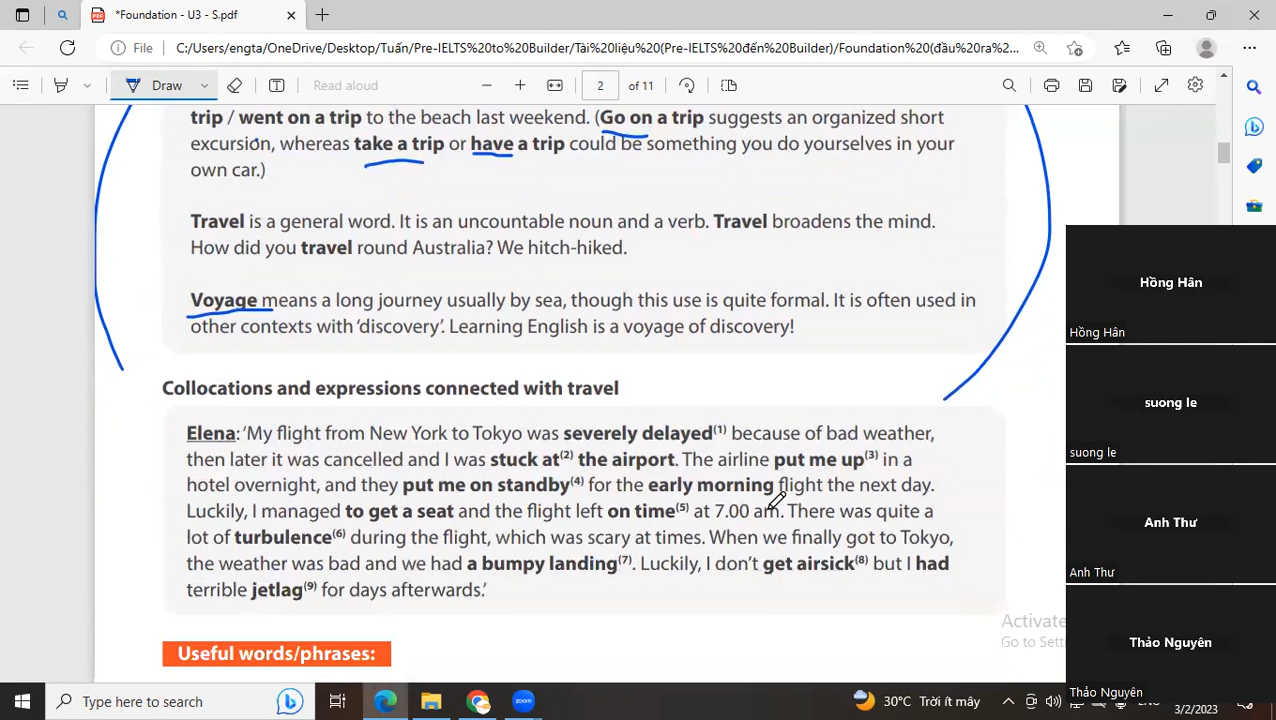 *Foundation - U3 - S.pdf
File
C:/Users/engta/OneDrive/Desktop/Tuấn/Pre-IELTS%20to%20Builder/Tài liệu%20(Pre-IELTS%20đến%20Builder)/Foundation%20(đầu%20ra%...
Draw
Read aloud
2
of 11
trip / went on a trip to the beach last weekend. (Go on a trip suggests an organized short
excursion, whereas take a trip or have a trip could be something you do yourselves in your
own car.)
Travel is a general word. It is an uncountable noun and a verb. Travel broadens the mind.
How did you travel round Australia? We hitch-hiked.
Voyage means a long journey usually by sea, though this use is quite formal. It is often used in
other contexts with ‘discovery’. Learning English is a voyage of discovery!
Collocations and expressions connected with travel
Elena: ‘My flight from New York to Tokyo was severely delayed(1) because of bad weather,
then later it was cancelled and I was stuck at(2) the airport. The airline put me up(3) in a
hotel overnight, and they put me on standby(4) for the early morning flight the next day.
Luckily, I managed to get a seat and the flight left on time(5) at 7.00 am. There was quite a
lot of turbulence(6) during the flight, which was scary at times. When we finally got to Tokyo,
the weather was bad and we had a bumpy landing(7). Luckily, I don’t get airsick(8) but I had
terrible jetlag(9) for days afterwards.’
Useful words/phrases:
Activate
Go to Sett
Hồng Hân
Hồng Hân
suong le
suong le
Anh Thư
Anh Thư
Thảo Nguyên
Thảo Nguyên
Type here to search
zoom
30°C Trời ít mây
3/2/2023